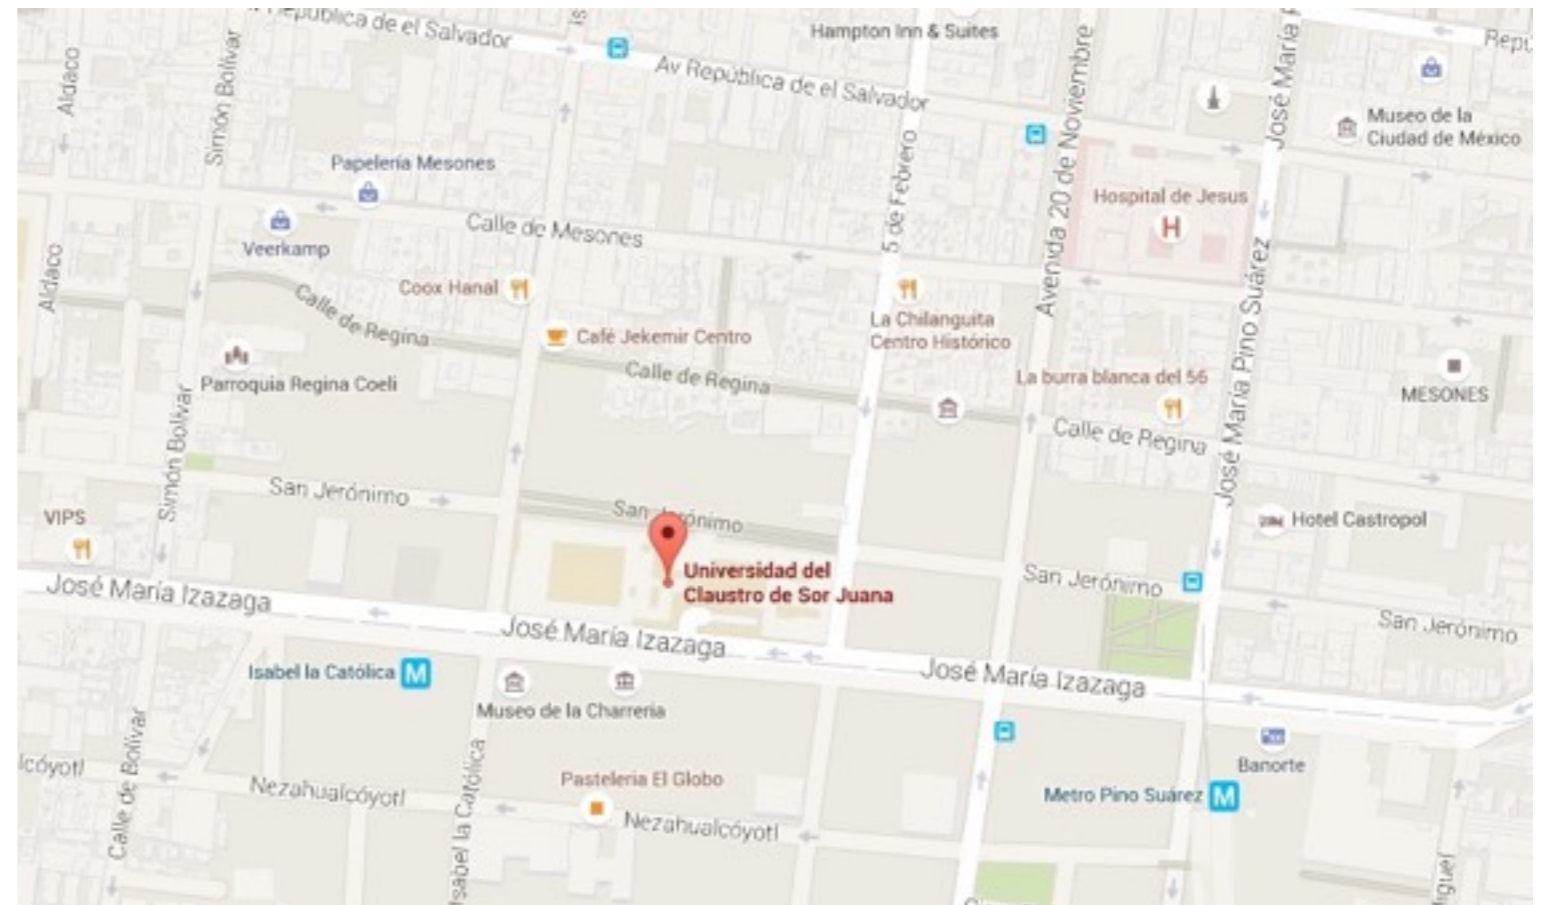 República de el Salvador
Hampton Inn & Suites
Av República de el Salvador
Aldaco
Simón Bolívar
Avenida 20 de Noviembre
José María
Museo de la
Ciudad de México
Papelería Mesones
Hospital de Jesus
H
5 de Febrero
Calle de Mesones
Veerkamp
Aldaco
Coox Hanal
Calle de Regina
Café Jekemir Centro
La Chilanguita
Centro Histórico
José María Pino Suárez
Parroquia Regina Coeli
Calle de Regina
La burra blanca del 56
MESONES
Calle de Regina
Simón Bolívar
San Jerónimo
San Jerónimo
VIPS
Hotel Castropol
Universidad del
Claustro de Sor Juana
San Jerónimo
José María Izazaga
José María Izazaga
San Jerónimo
Isabel la Católica M
José María Izazaga
Museo de la Charreria
Calle de Bolívar
Isabel la Católica
Banorte
Pasteleria El Globo
Metro Pino Suárez M
lcóyotl
Nezahualcóyotl
Nezahualcóyotl
iguel